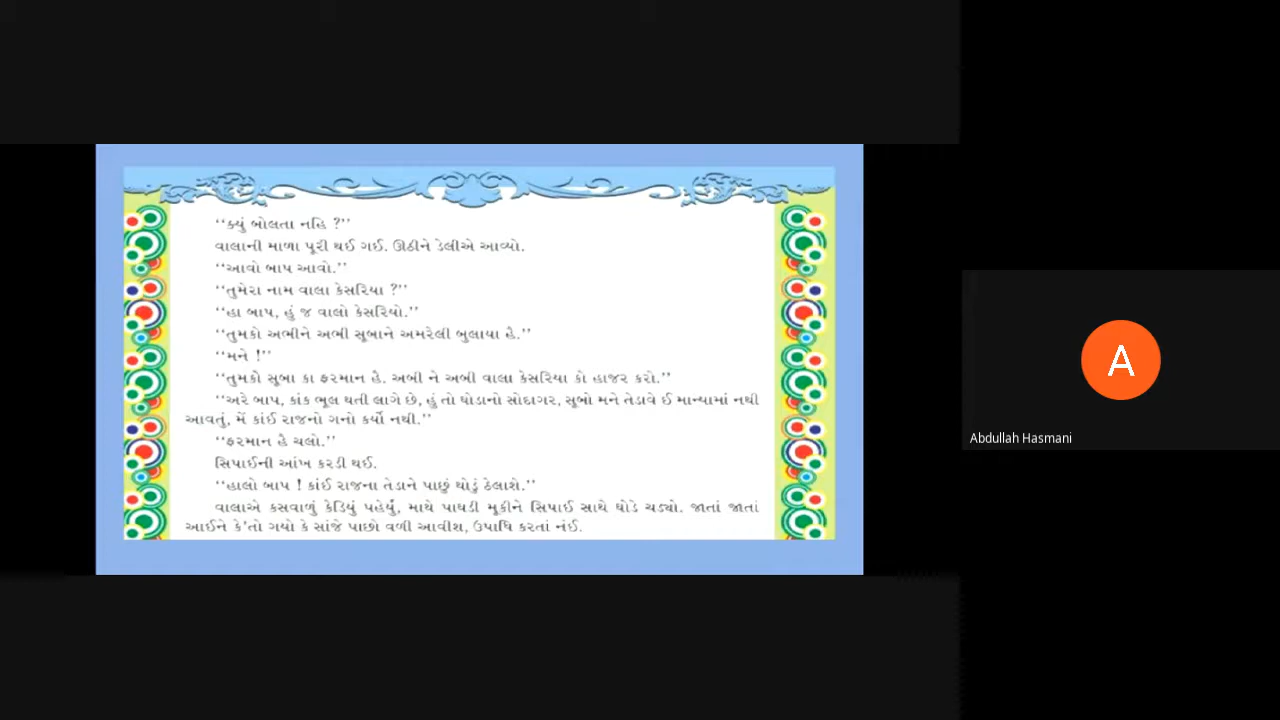 ‘‘ક્યું બોલતા નહિ ?’’
વાલાની માળા પૂરી થઈ ગઈ. ઊઠીને ડેલીએ આવ્યો.
‘‘આવો બાપ આવો.’’
‘‘તુમેરા નામ વાલા કેસરિયા ?’’
‘‘હા બાપ, હું જ વાલો કેસરિયો.’’
‘‘તુમકો અભીને અભી સૂબાને અમરેલી બુલાયા હૈ.’’
‘‘મને !’’
‘‘તુમકો સૂબા કા ફરમાન હૈ. અબી ને અબી વાલા કેસરિયા કો હાજર કરો.’’
‘‘અરે બાપ, કાંક ભૂલ થતી લાગે છે, હું તો ઘોડાનો સોદાગર, સૂબો મને તેડાવે ઈ માન્યામાં નથી
આવતું, મેં કાંઈ રાજનો ગનો કર્યો નથી.’’
‘‘ફરમાન હૈ ચલો.’’
સિપાઈની આંખ કરડી થઈ.
‘‘હાલો બાપ ! કાંઈ રાજના તેડાને પાછું થોડું ઠેલાશે.’’
વાલાએ કસવાળું કેડિયું પહેર્યું, માથે પાઘડી મૂકીને સિપાઈ સાથે ઘોડે ચડ્યો. જાતાં જાતાં
આઈને કે’તો ગયો કે સાંજે પાછો વળી આવીશ, ઉપાધિ કરતાં નંઈ.
A
Abdullah Hasmani